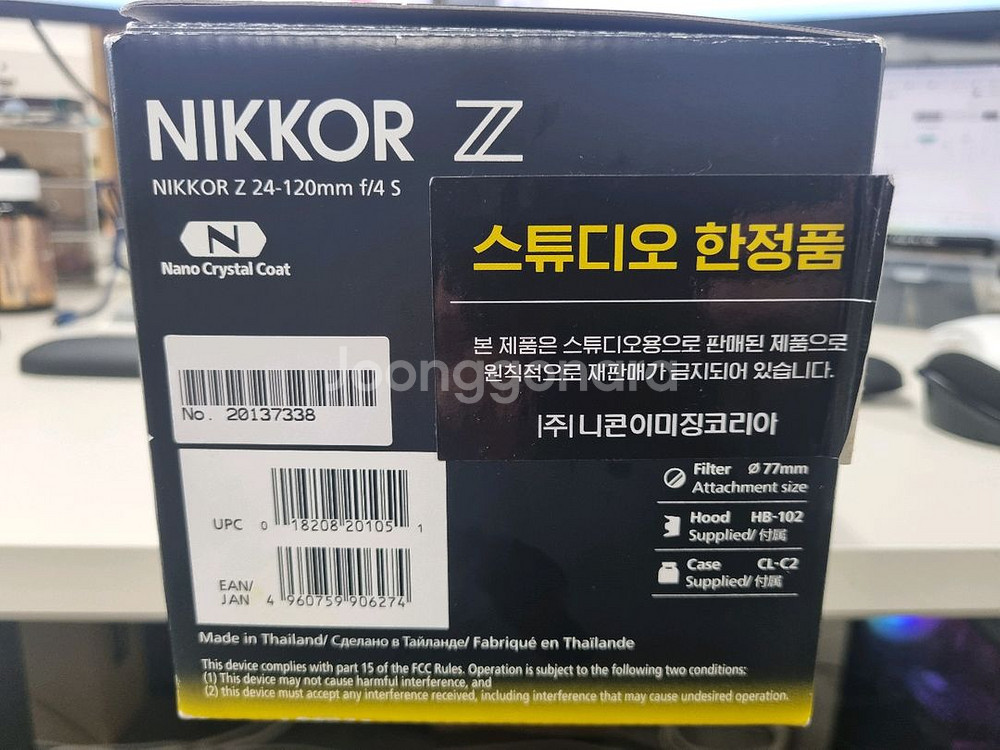 NIKKOR Z
NIKKOR Z 24-120mm f/4 S
N
Nano Crystal Coat
스튜디오 한정품
본 제품은 스튜디오용으로 판매된 제품으로
원칙적으로 재판매가 금지되어 있습니다.
|주| 니콘이미징코리아
Joonggonara
No. 20137338
UPC 0 18208 20105 1
EAN/
JAN 4 960759 906274
Filter Ø77mm
Attachment size
Hood HB-102
Supplied/付属
Case CL-C2
Supplied/付属
Made in Thailand/ Сделано в Тайланде/ Fabriqué en Thaïlande
This device complies with part 15 of the FCC Rules. Operation is subject to the following two conditions:
(1) This device may not cause harmful interference, and
(2) this device must accept any interference received, including interference that may cause undesired operation.